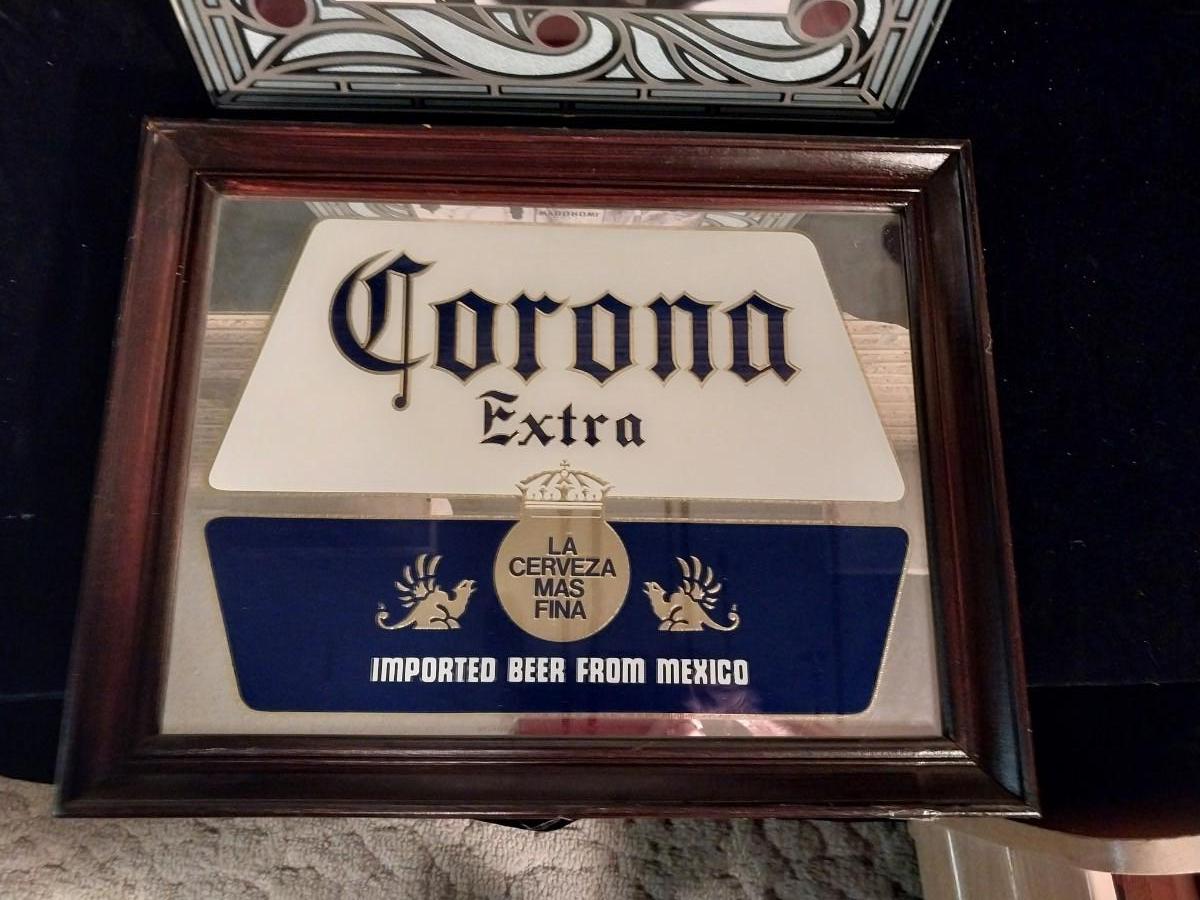 Corona
Extra
LA
CERVEZA
MAS
FINA
IMPORTED BEER FROM MEXICO